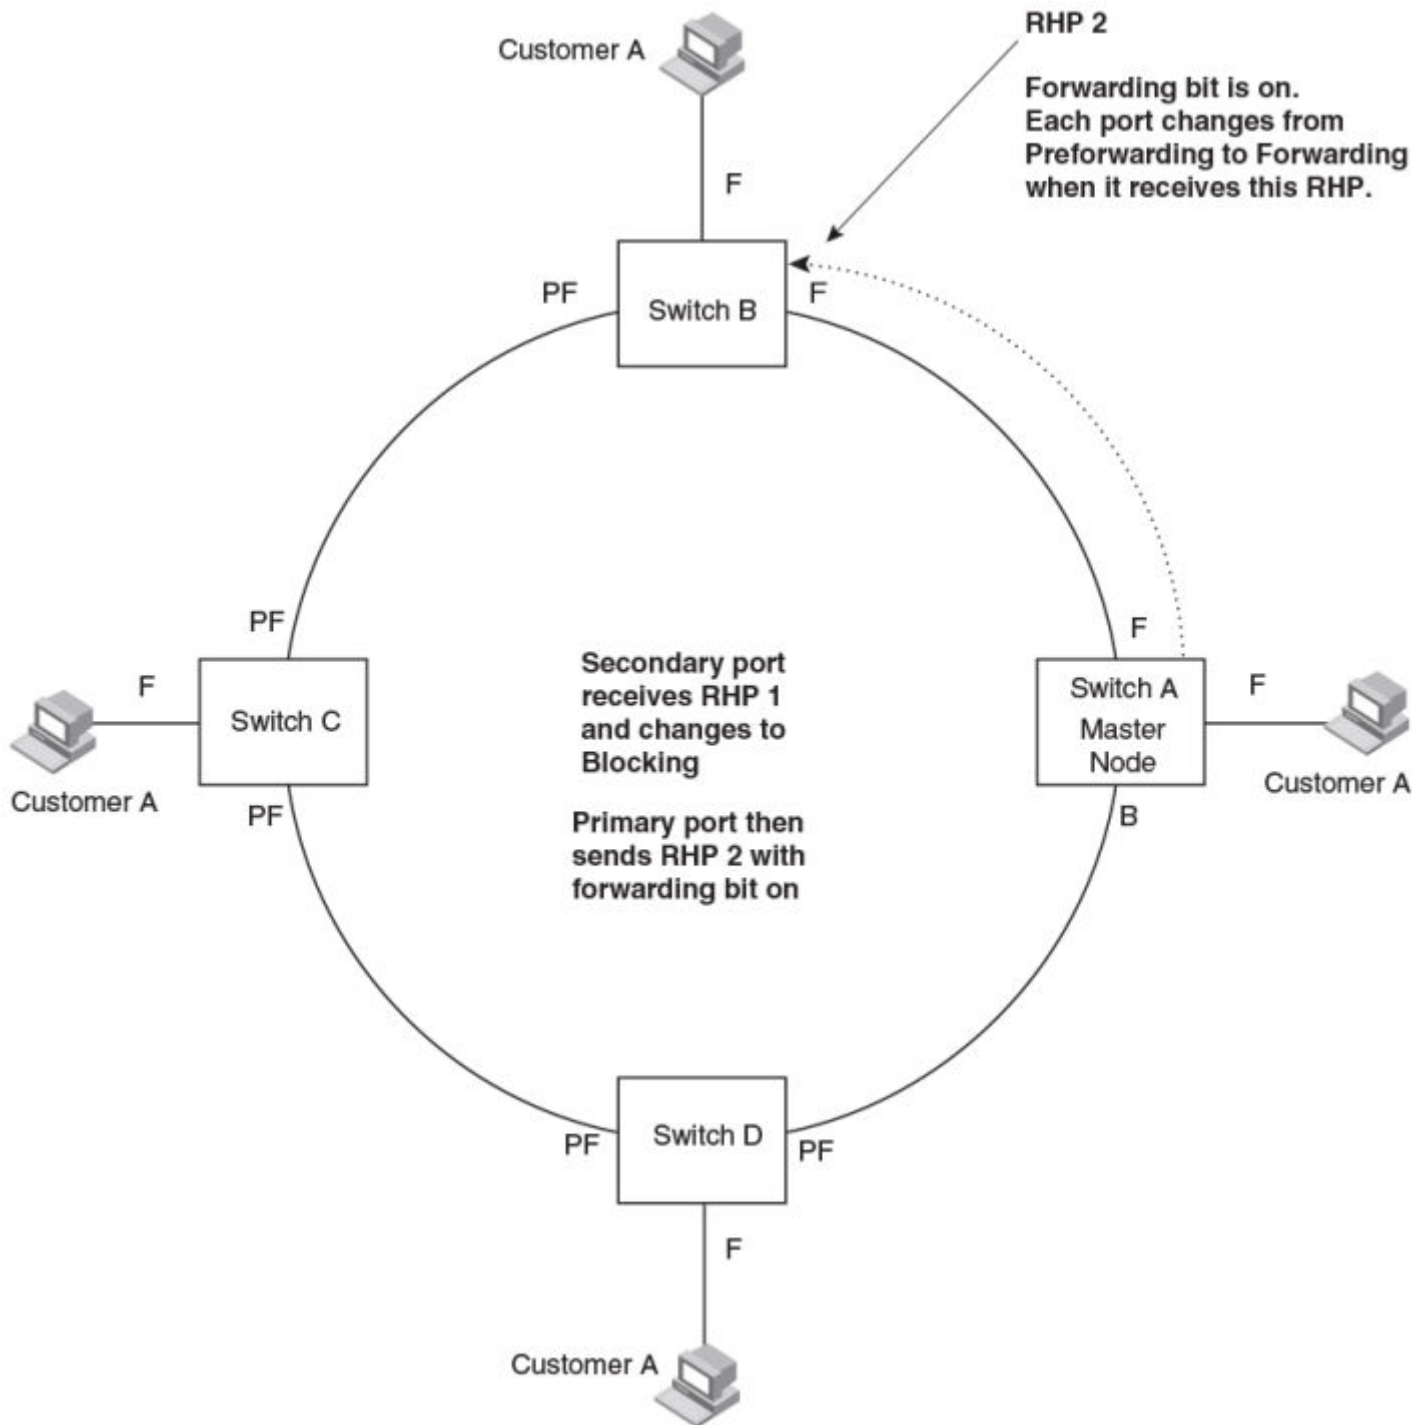 RHP 2
Customer A
Forwarding bit is on.
Each port changes from
Preforwarding to Forwarding
when it receives this RHP.
F
PF
Switch B
F
PF
F
Switch C
Customer A
PF
Secondary port
receives RHP 1
and changes to
Blocking
Primary port then
sends RHP 2 with
forwarding bit on
F
Switch A
Master
Node
F
Customer A
B
PF
Switch D
PF
F
Customer A